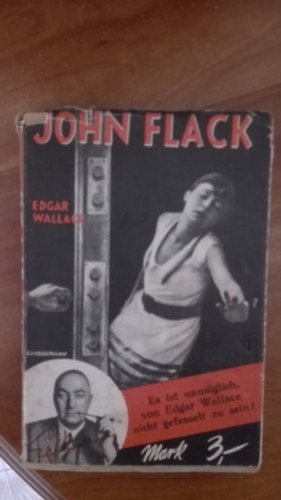 JOHN FLACK
EDGAR
WALLACE
Es ist unmöglich,
von Edgar Wallace
nicht gefesselt zu sein!
Mark 3,-